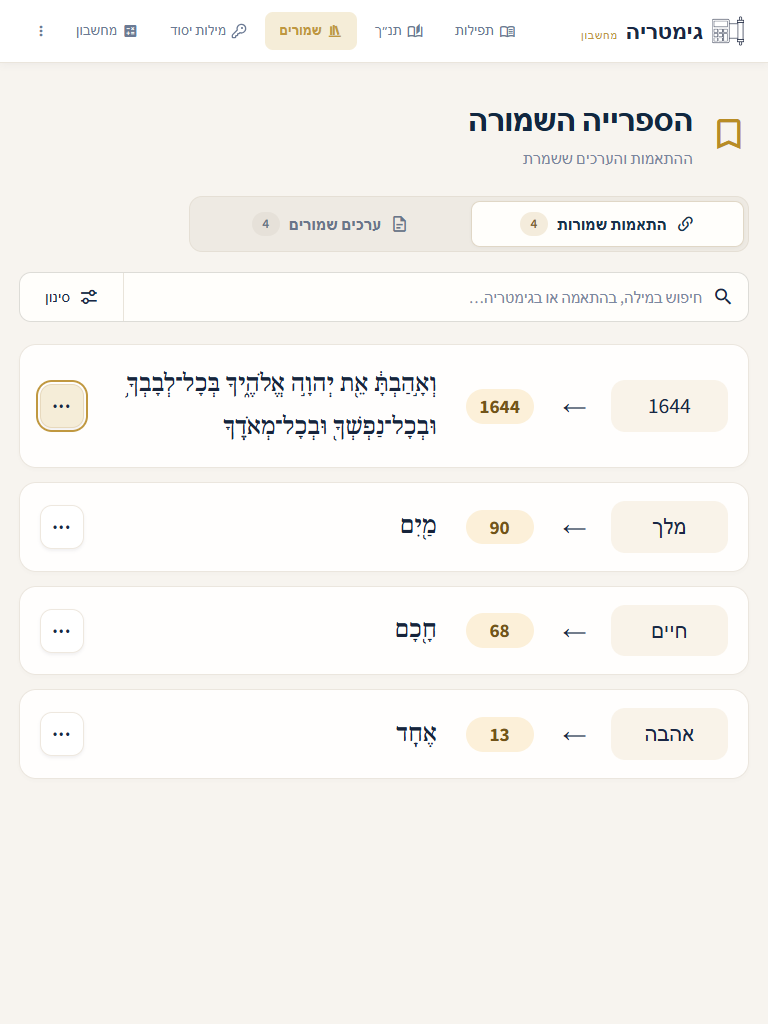 גימטריה מחשבון
תפילות
תנ״ך
שמורים
מילות יסוד
מחשבון
הספרייה השמורה
ההתאמות והערכים ששמרת
התאמות שמורות 4
ערכים שמורים 4
חיפוש במילה, בהתאמה או בגימטריה...
סינון
1644 ← 1644
וְאָ֣הַבְתָּ֔ אֵ֖ת יְהוָ֣ה אֱלֹהֶ֑יךָ בְּכָל־לְבָבְךָ֥
וּבְכָל־נַפְשְׁךָ֖ וּבְכָל־מְאֹדֶֽךָ
מלך ← 90 מַ֖יִם
חיים ← 68 חָ֖כָם
אהבה ← 13 אֶחָֽד